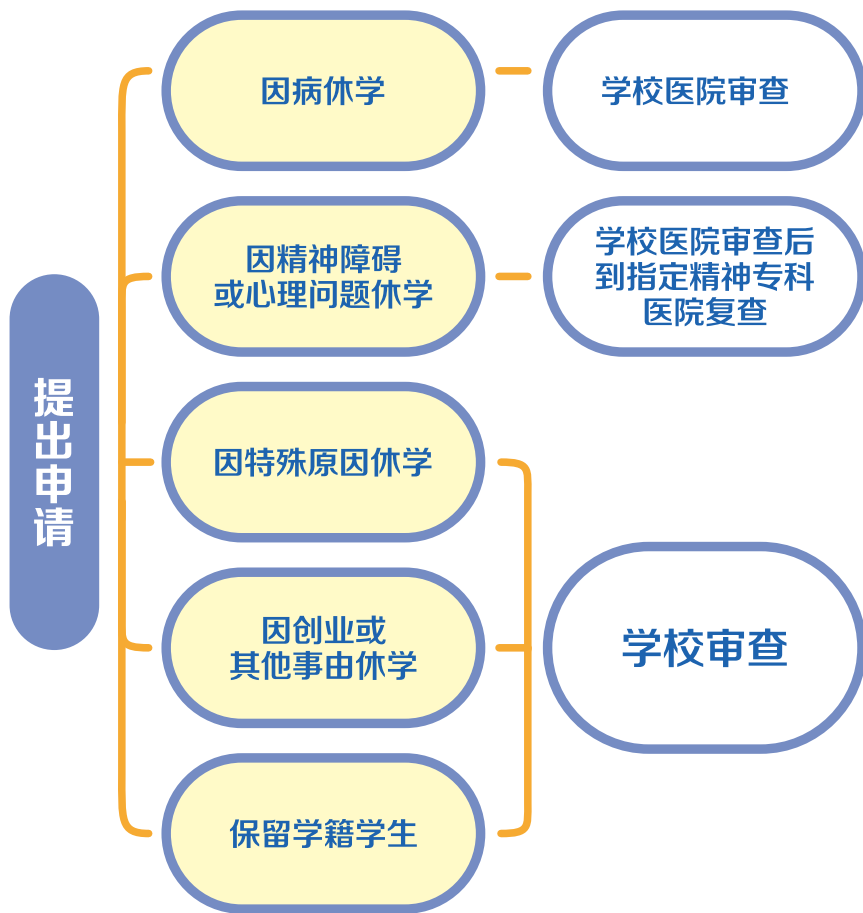 提出申请
因病休学
学校医院审查
因精神障碍
或心理问题休学
学校医院审查后
到指定精神专科
医院复查
因特殊原因休学
因创业或
其他事由休学
保留学籍学生
学校审查